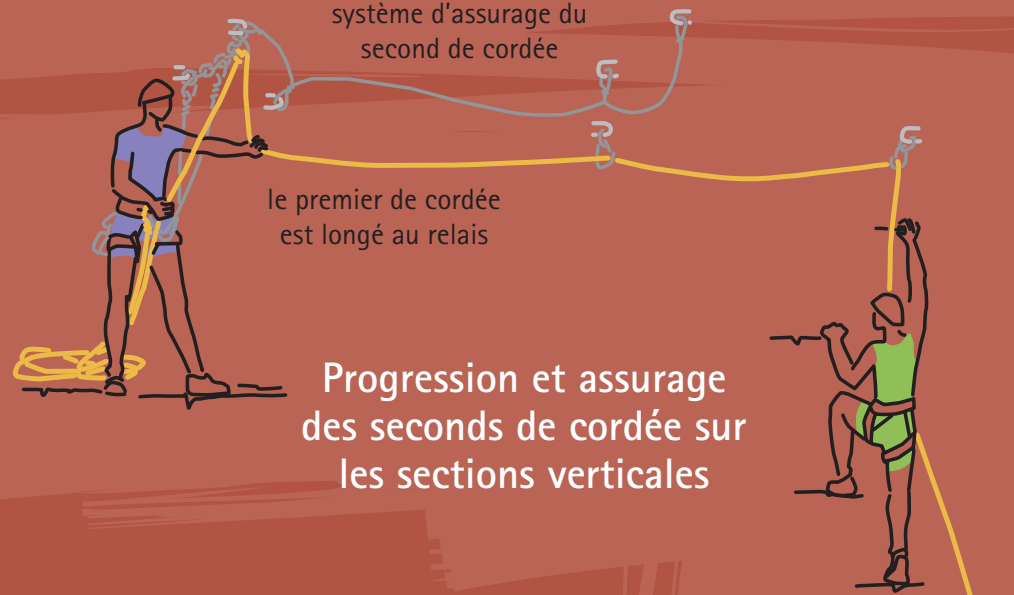 système d'assurage du
second de cordée
le premier de cordée
est longé au relais
Progression et assurage
des seconds de cordée sur
les sections verticales